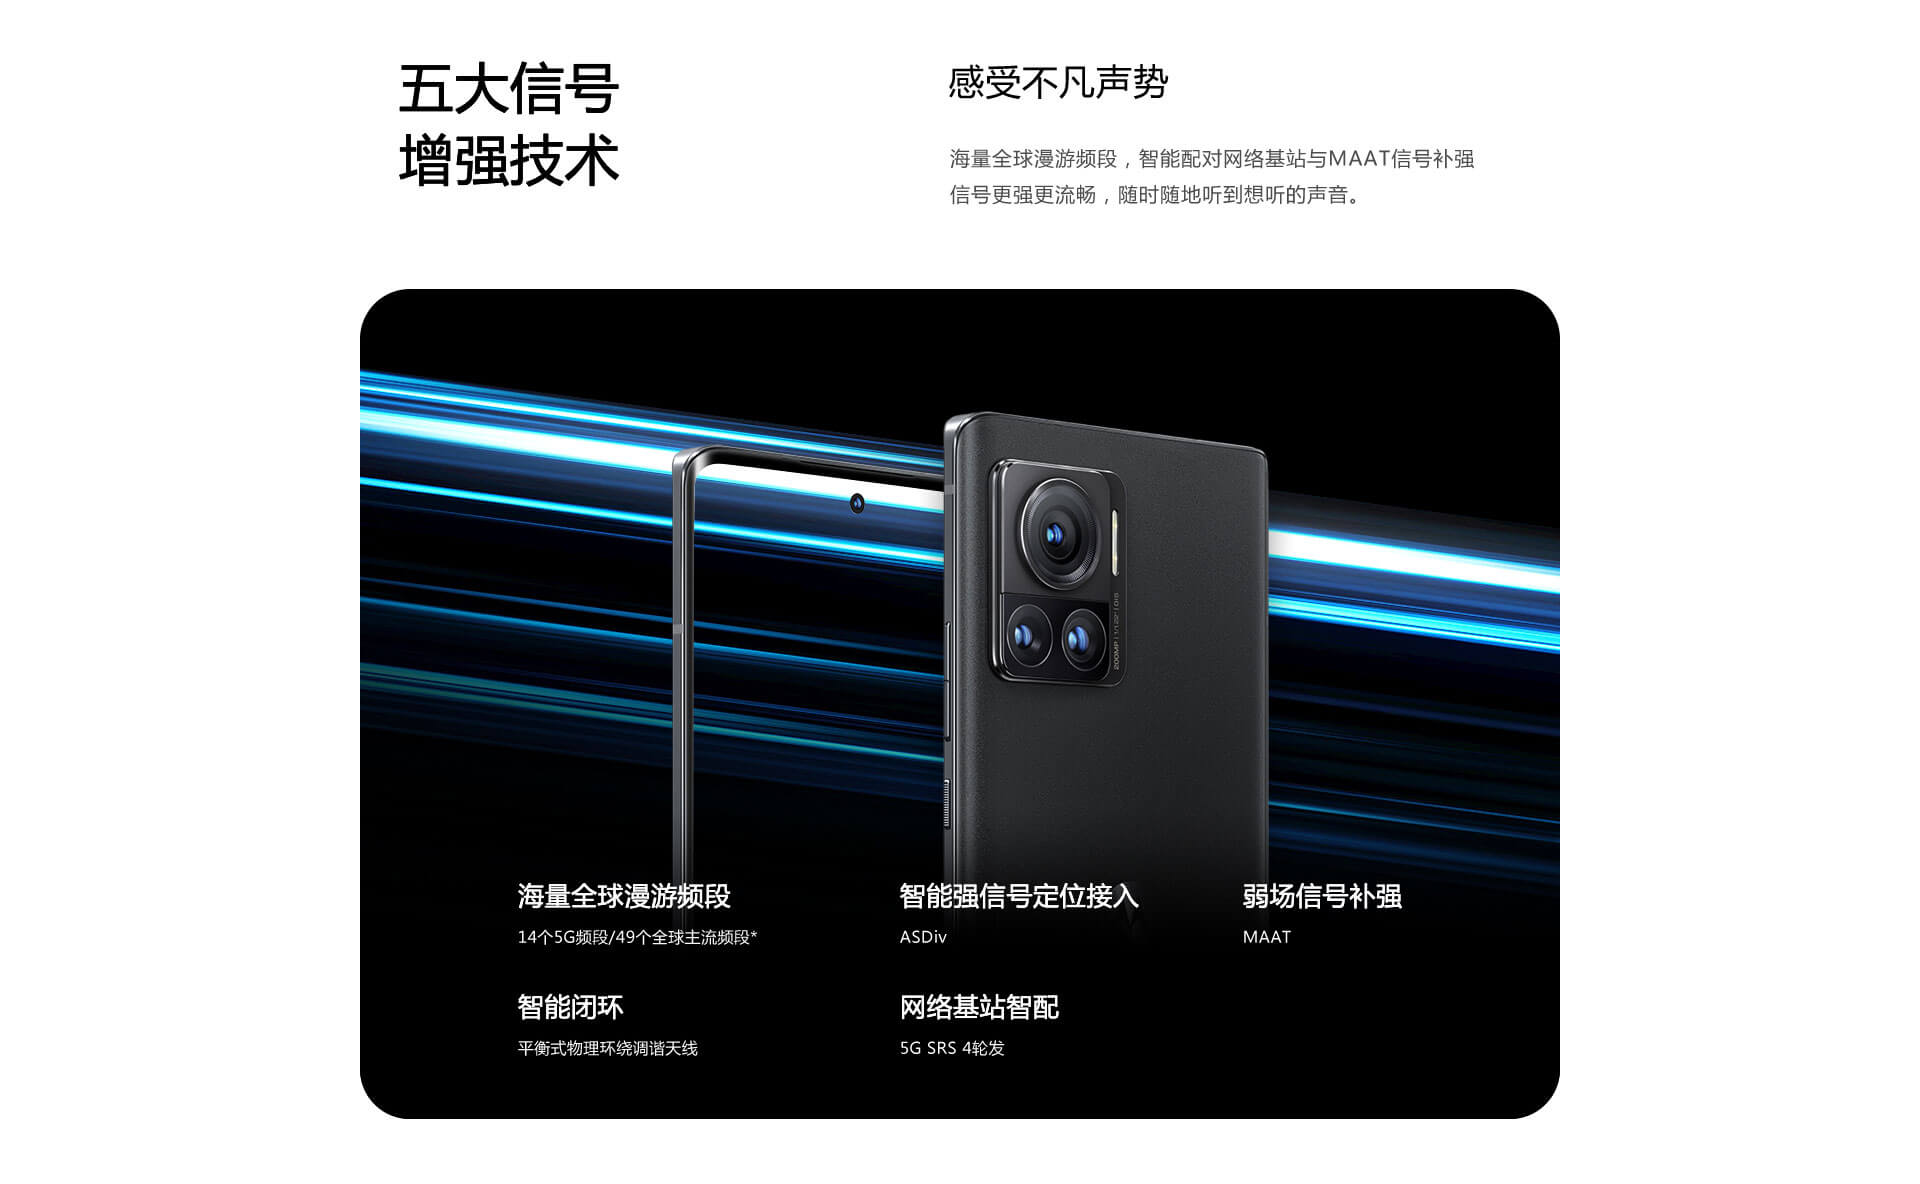 五大信号
增强技术
感受不凡声势
海量全球漫游频段，智能配对网络基站与MAAT信号补强
信号更强更流畅，随时随地听到想听的声音。
200MP | 1/1.22" | OIS
海量全球漫游频段
14个5G频段/49个全球主流频段*
智能强信号定位接入
ASDiv
弱场信号补强
MAAT
智能闭环
平衡式物理环绕调谐天线
网络基站智配
5G SRS 4轮发